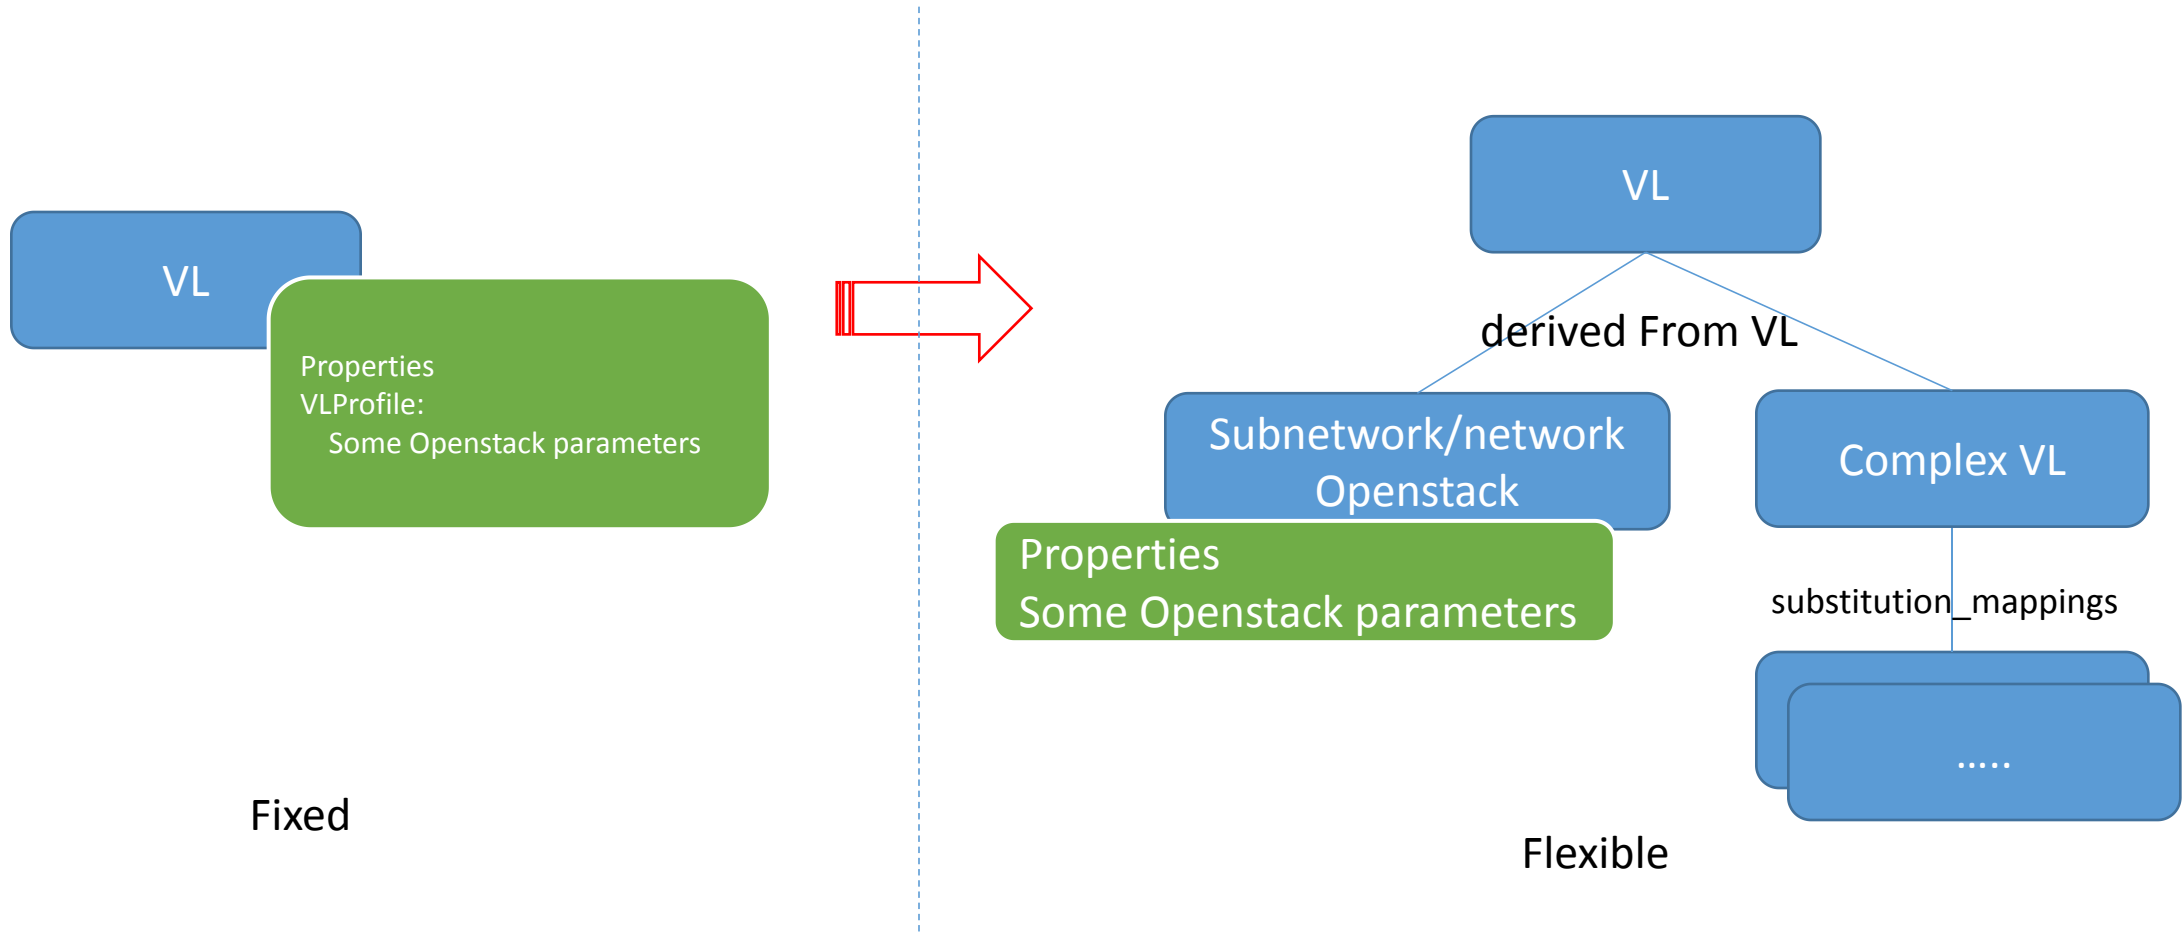 VL
Properties
VLProfile:
Some Openstack parameters
Fixed
VL
derived From VL
Subnetwork/network
Openstack
Properties
Some Openstack parameters
Complex VL
substitution_mappings
.....
Flexible